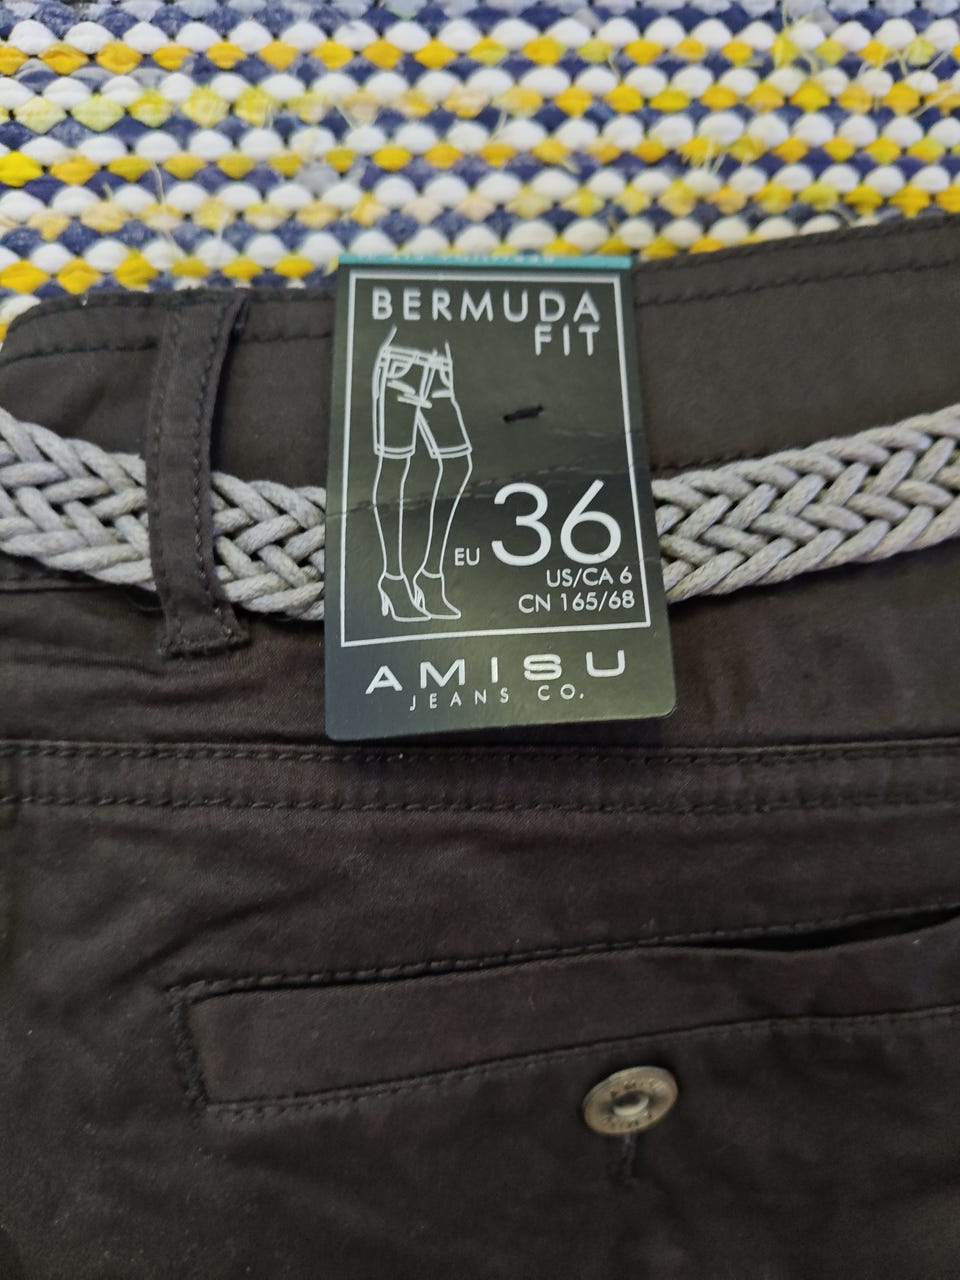 BERMUDA
FIT
EU 36
US/CA 6
CN 165/68
AMISU
JEANS CO.